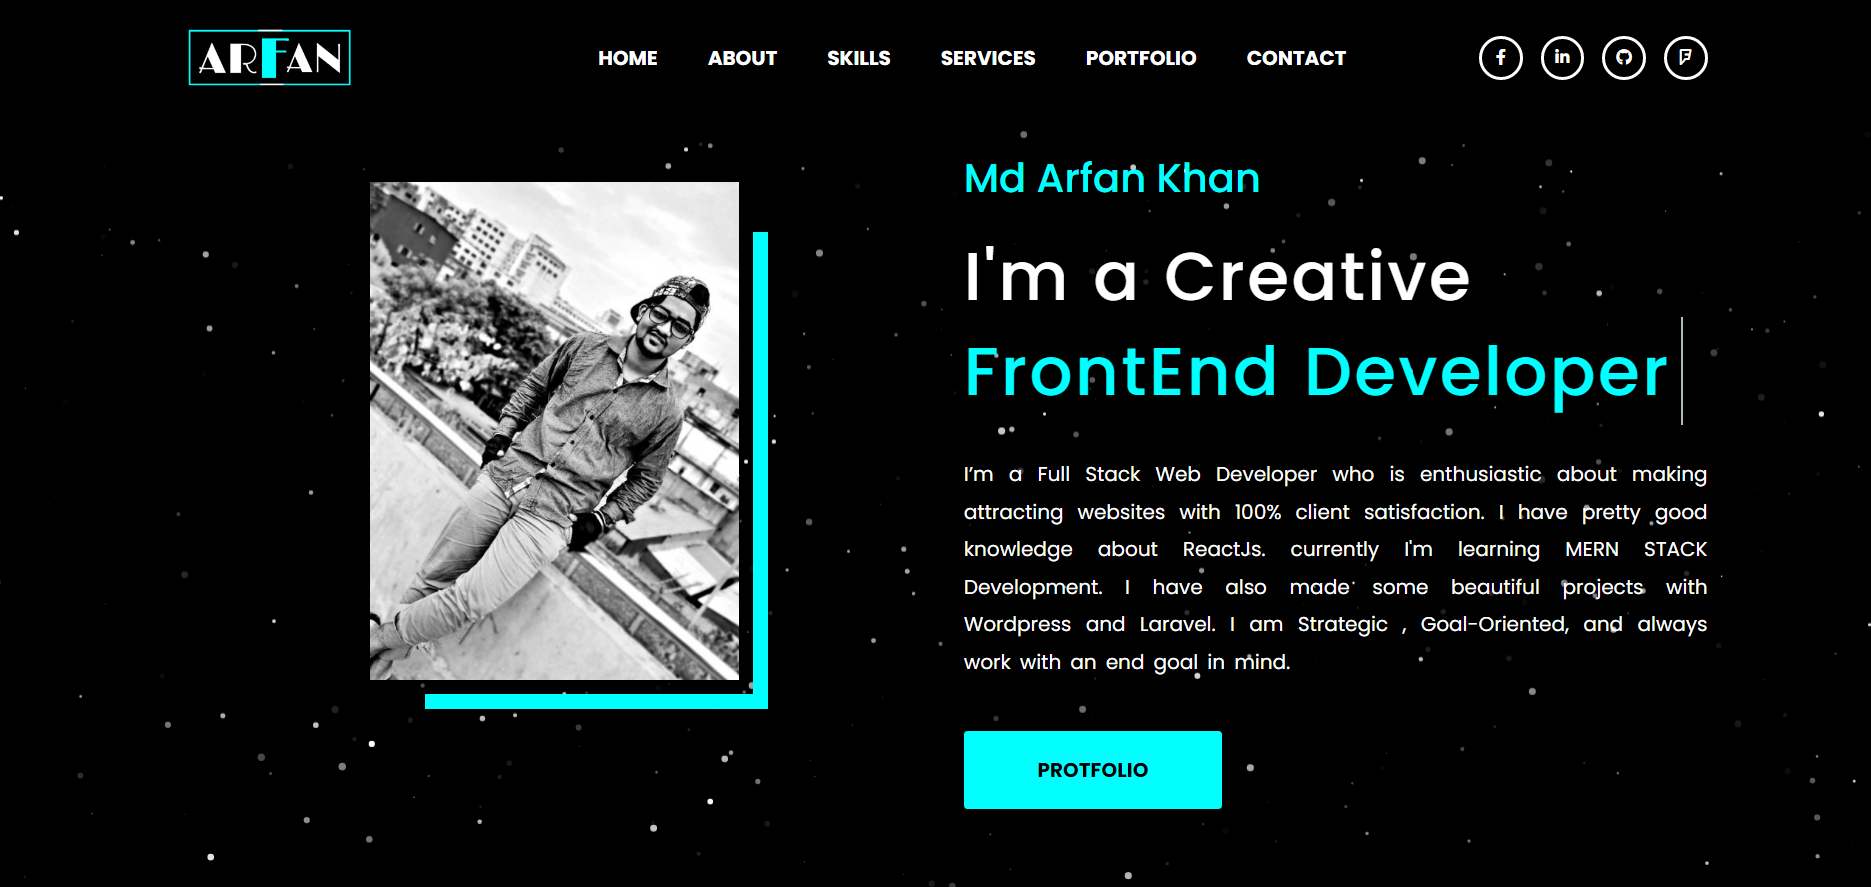 ARFAN
HOME ABOUT SKILLS SERVICES PORTFOLIO CONTACT
Md Arfan Khan
I'm a Creative
FrontEnd Developer
I’m a Full Stack Web Developer who is enthusiastic about making
attracting websites with 100% client satisfaction. I have pretty good
knowledge about ReactJs. currently I'm learning MERN STACK
Development. I have also made some beautiful projects with
Wordpress and Laravel. I am Strategic , Goal-Oriented, and always
work with an end goal in mind.
PROTFOLIO